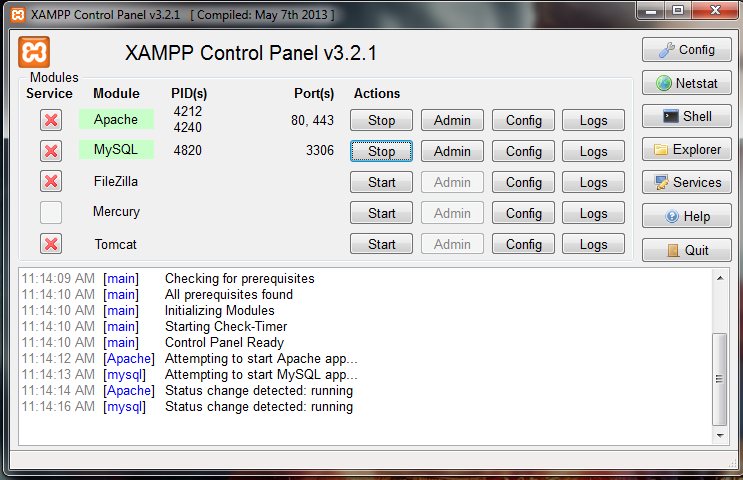 XAMPP Control Panel v3.2.1 [ Compiled: May 7th 2013 ]
XAMPP Control Panel v3.2.1
Config
Modules
Service Module PID(s) Port(s) Actions
Netstat
Apache 4212 4240 80, 443 Stop Admin Config Logs
Shell
MySQL 4820 3306 Stop Admin Config Logs
Explorer
FileZilla Start Admin Config Logs
Services
Mercury Start Admin Config Logs
Help
Tomcat Start Admin Config Logs
Quit
11:14:09 AM [main] Checking for prerequisites
11:14:10 AM [main] All prerequisites found
11:14:10 AM [main] Initializing Modules
11:14:10 AM [main] Starting Check-Timer
11:14:10 AM [main] Control Panel Ready
11:14:12 AM [Apache] Attempting to start Apache app...
11:14:13 AM [mysql] Attempting to start MySQL app...
11:14:14 AM [Apache] Status change detected: running
11:14:16 AM [mysql] Status change detected: running